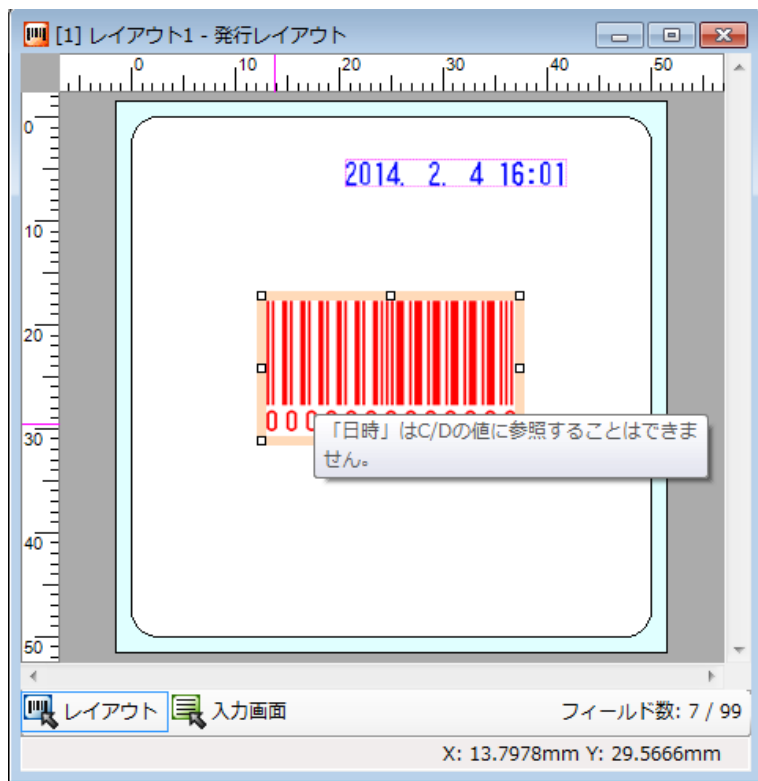 [1] レイアウト1 - 発行レイアウト
0 10 20 30 40 50
0
2014. 2. 4 16:01
10
20
000
「日時」はC/Dの値に参照することはできま
せん。
30
40
50
レイアウト 入力画面 フィールド数: 7 / 99
X: 13.7978mm Y: 29.5666mm